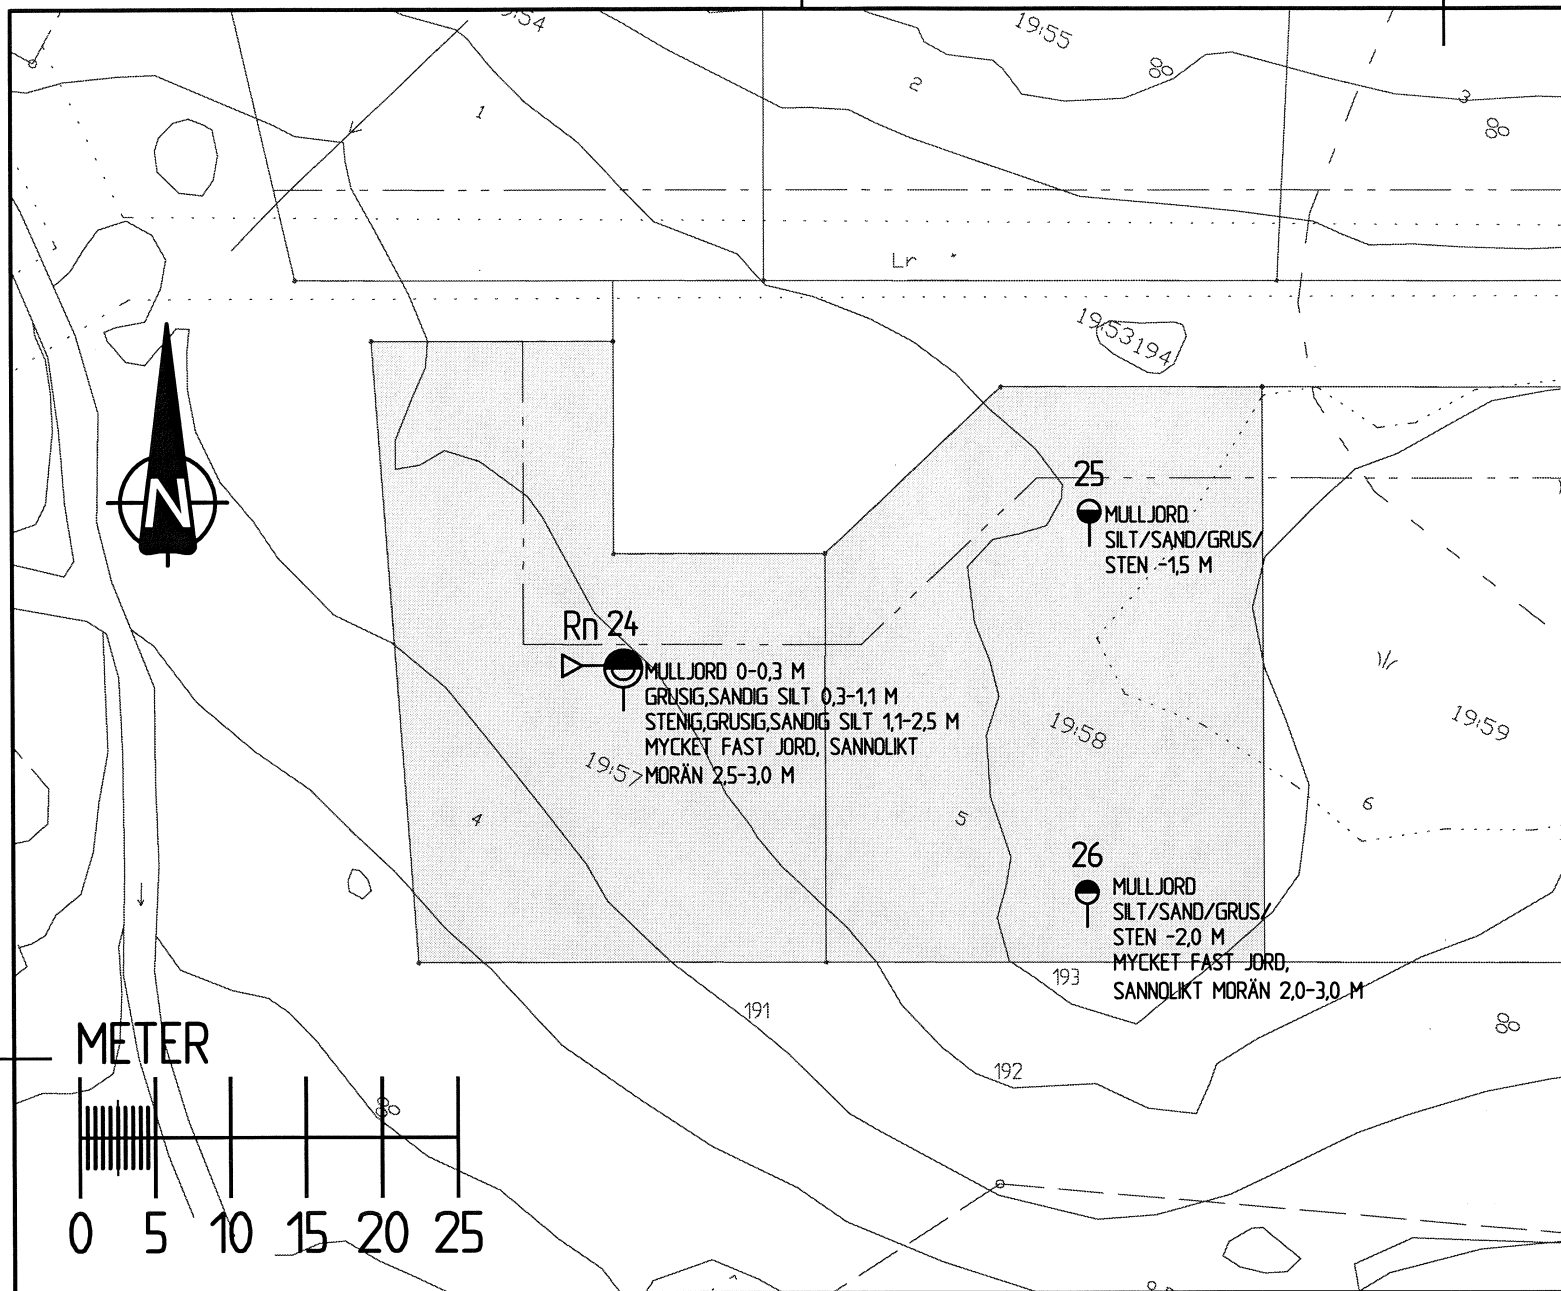 19:54
19:55
1
2
3
Lr
19:53
194
N
25
MULLJORD
SILT/SAND/GRUS/
STEN -1,5 M
Rn 24
MULLJORD 0-0,3 M
GRUSIG,SANDIG SILT 0,3-1,1 M
STENIG,GRUSIG,SANDIG SILT 1,1-2,5 M
MYCKET FAST JORD, SANNOLIKT
MORÄN 2,5-3,0 M
19:57
19:58
19:59
4
5
6
26
MULLJORD
SILT/SAND/GRUS/
STEN -2,0 M
MYCKET FAST JORD,
SANNOLIKT MORÄN 2,0-3,0 M
193
191
192
METER
0 5 10 15 20 25